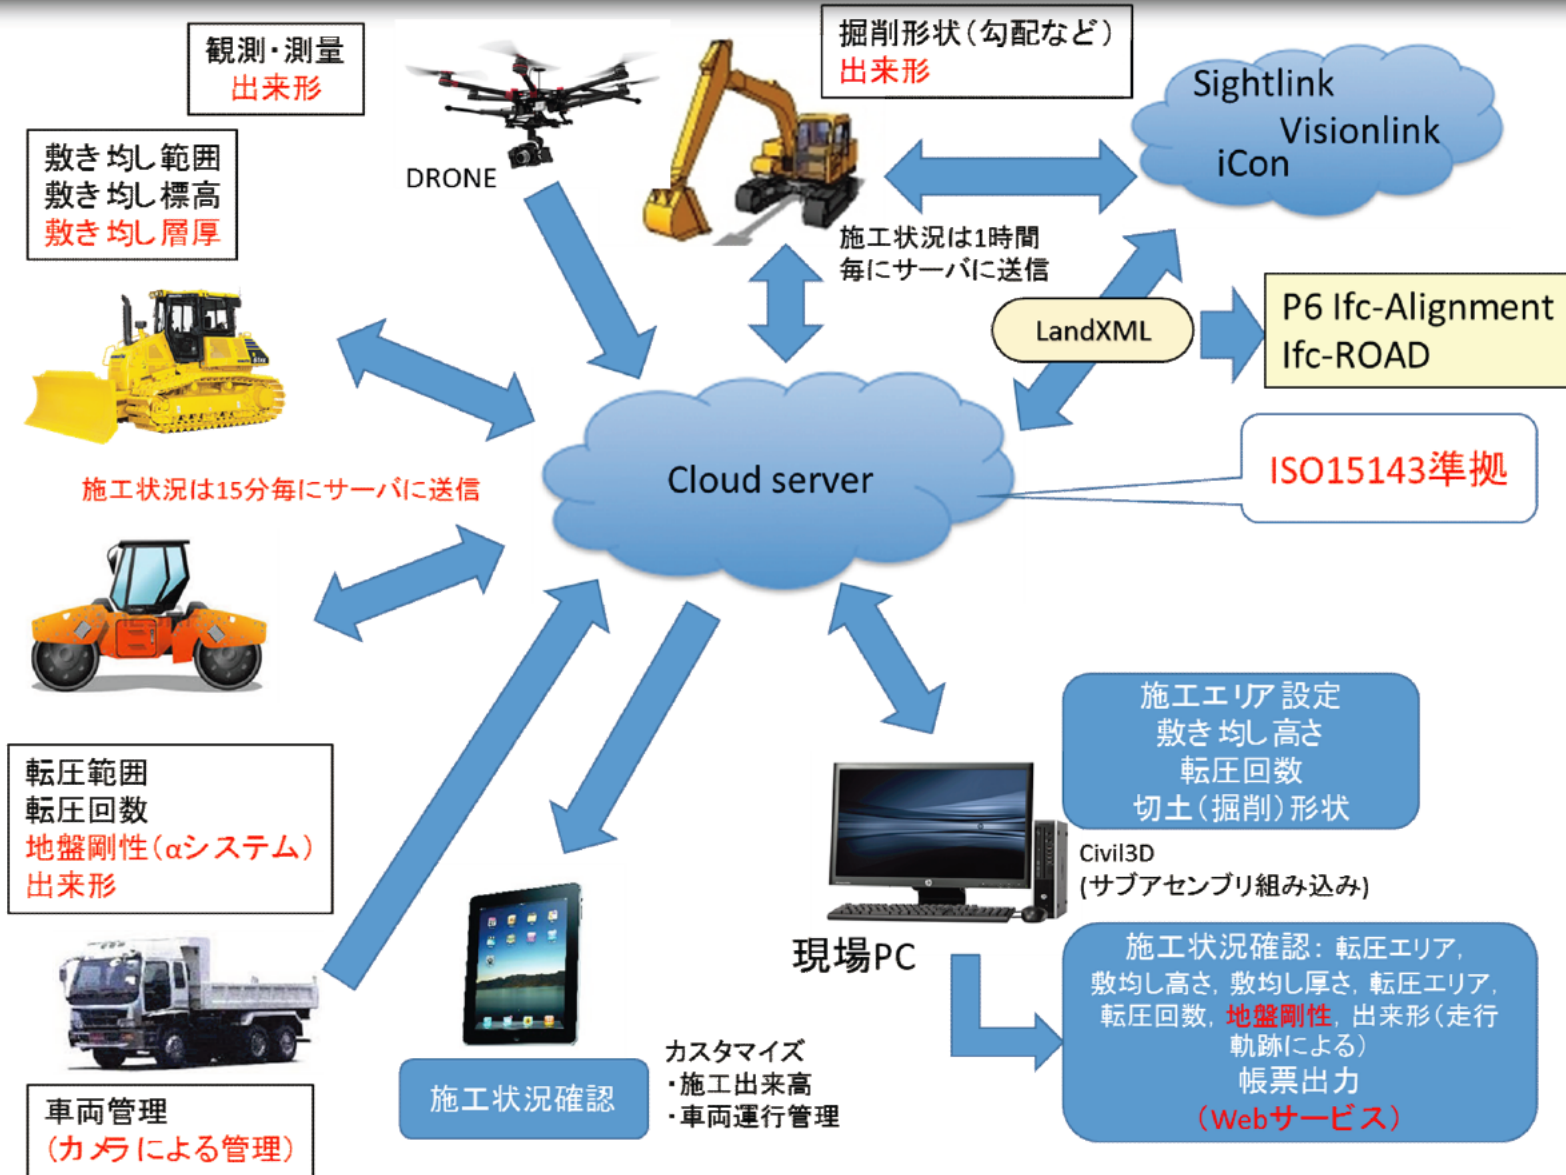 観測・測量
出来形
掘削形状（勾配など）
出来形
Sightlink
Visionlink
iCon
敷き均し範囲
敷き均し標高
敷き均し層厚
DRONE
施工状況は1時間
毎にサーバに送信
LandXML
P6 Ifc-Alignment
Ifc-ROAD
Cloud server
ISO15143準拠
施工状況は15分毎にサーバに送信
転圧範囲
転圧回数
地盤剛性（αシステム）
出来形
施工エリア設定
敷き均し高さ
転圧回数
切土（掘削）形状
Civil3D
(サブアセンブリ組み込み)
現場PC
施工状況確認：転圧エリア,
敷均し高さ, 敷均し厚さ, 転圧エリア,
転圧回数, 地盤剛性, 出来形（走行
軌跡による）
帳票出力
（Webサービス）
施工状況確認
カスタマイズ
・施工出来高
・車両運行管理
車両管理
（カメラによる管理）